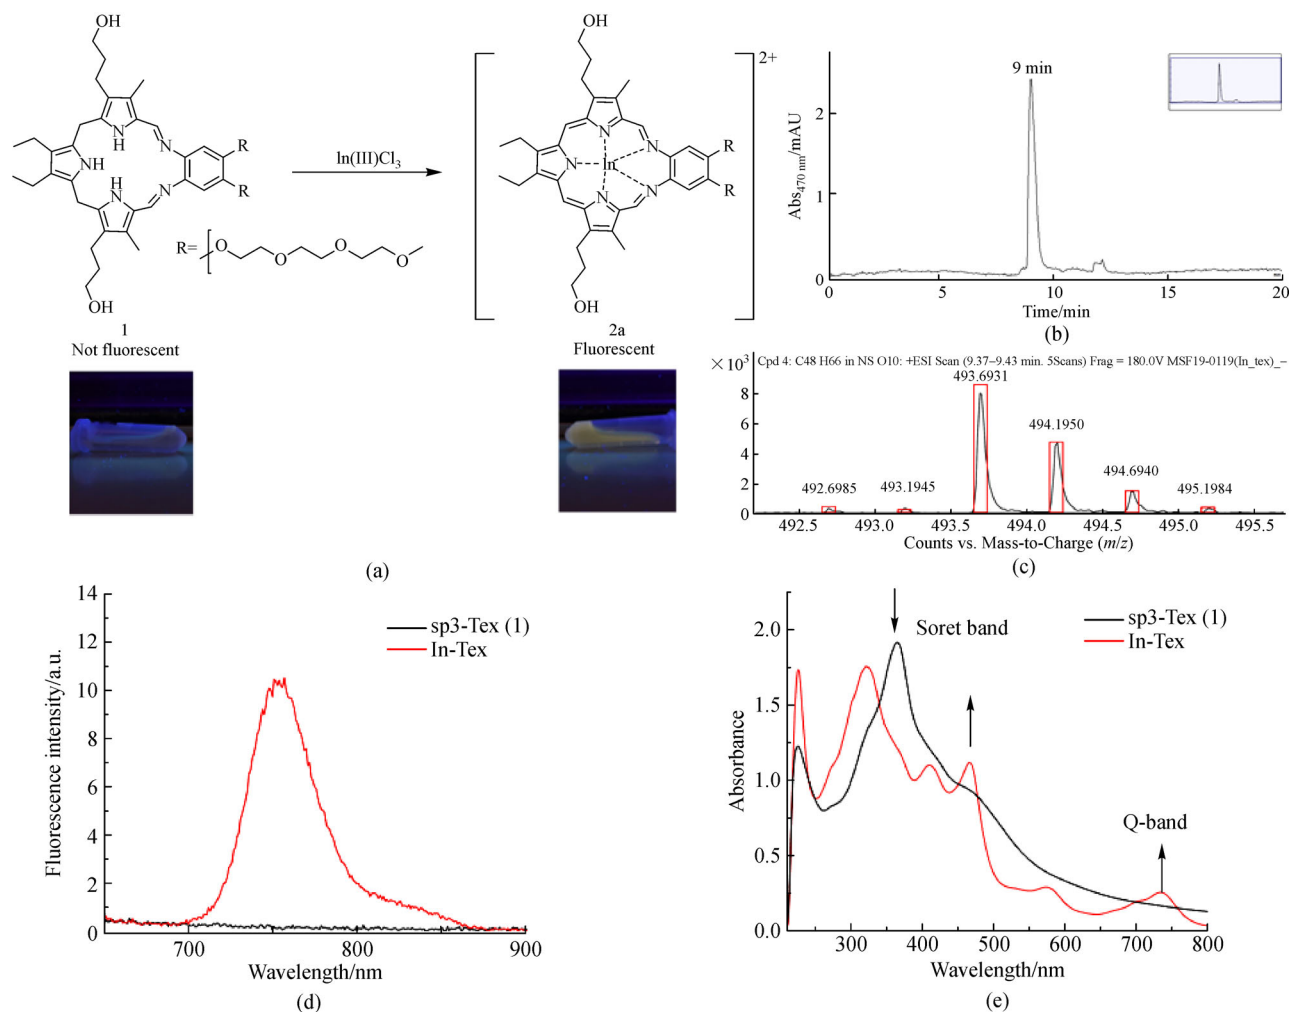 OH
OH
2+
N
H
N
NH
H
N
N
R
R
In(III)Cl3
N
N
N
In
N
N
R
R
R=
O
O
O
O
OH
OH
1
Not fluorescent
2a
Fluorescent
(a)
9 min
Abs470 nm/mAU
2
1
0
0
5
10
15
20
Time/min
(b)
×10³
Cpd 4: C48 H66 in NS O10: +ESI Scan (9.37–9.43 min. 5Scans) Frag = 180.0V MSF19-0119(In_tex)_–
493.6931
494.1950
494.6940
495.1984
492.6985
493.1945
8
6
4
2
0
492.5
493.0
493.5
494.0
494.5
495.0
495.5
Counts vs. Mass-to-Charge (m/z)
(c)
Fluorescence intensity/a.u.
14
12
10
8
6
4
2
0
sp3-Tex (1)
In-Tex
700
800
900
Wavelength/nm
(d)
Absorbance
2.0
1.5
1.0
0.5
0.0
Soret band
sp3-Tex (1)
In-Tex
Q-band
300
400
500
600
700
800
Wavelength/nm
(e)